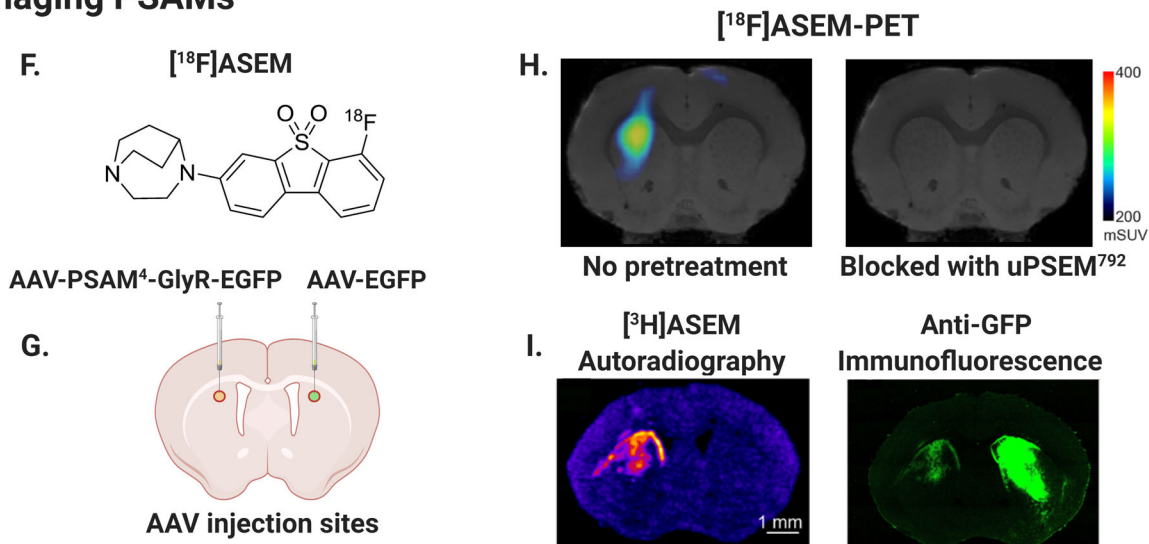 PSAMs
[¹⁸F]ASEM-PET
F.
[¹⁸F]ASEM
H.
O O
¹⁸F
S
N
N
400
200
mSUV
No pretreatment
Blocked with uPSEM⁷⁹²
AAV-PSAM⁴-GlyR-EGFP
AAV-EGFP
G.
AAV injection sites
I.
[³H]ASEM
Autoradiography
Anti-GFP
Immunofluorescence
1 mm